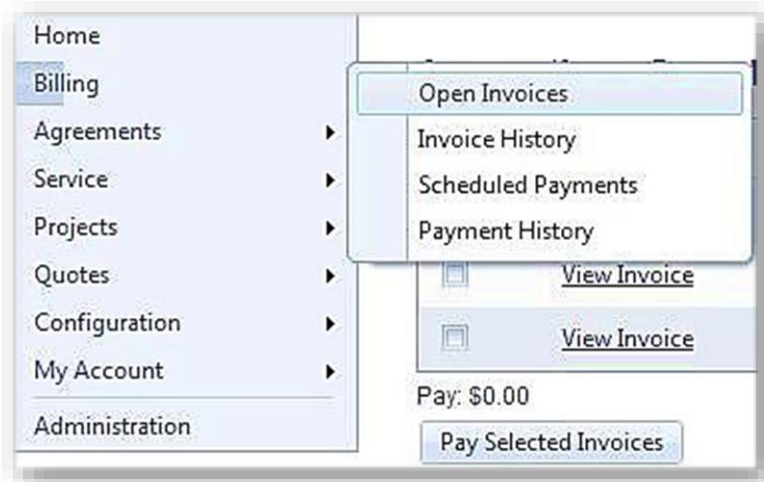 Home
Billing
Agreements
Service
Projects
Quotes
Configuration
My Account
Administration
Open Invoices
Invoice History
Scheduled Payments
Payment History
View Invoice
View Invoice
Pay: $0.00
Pay Selected Invoices